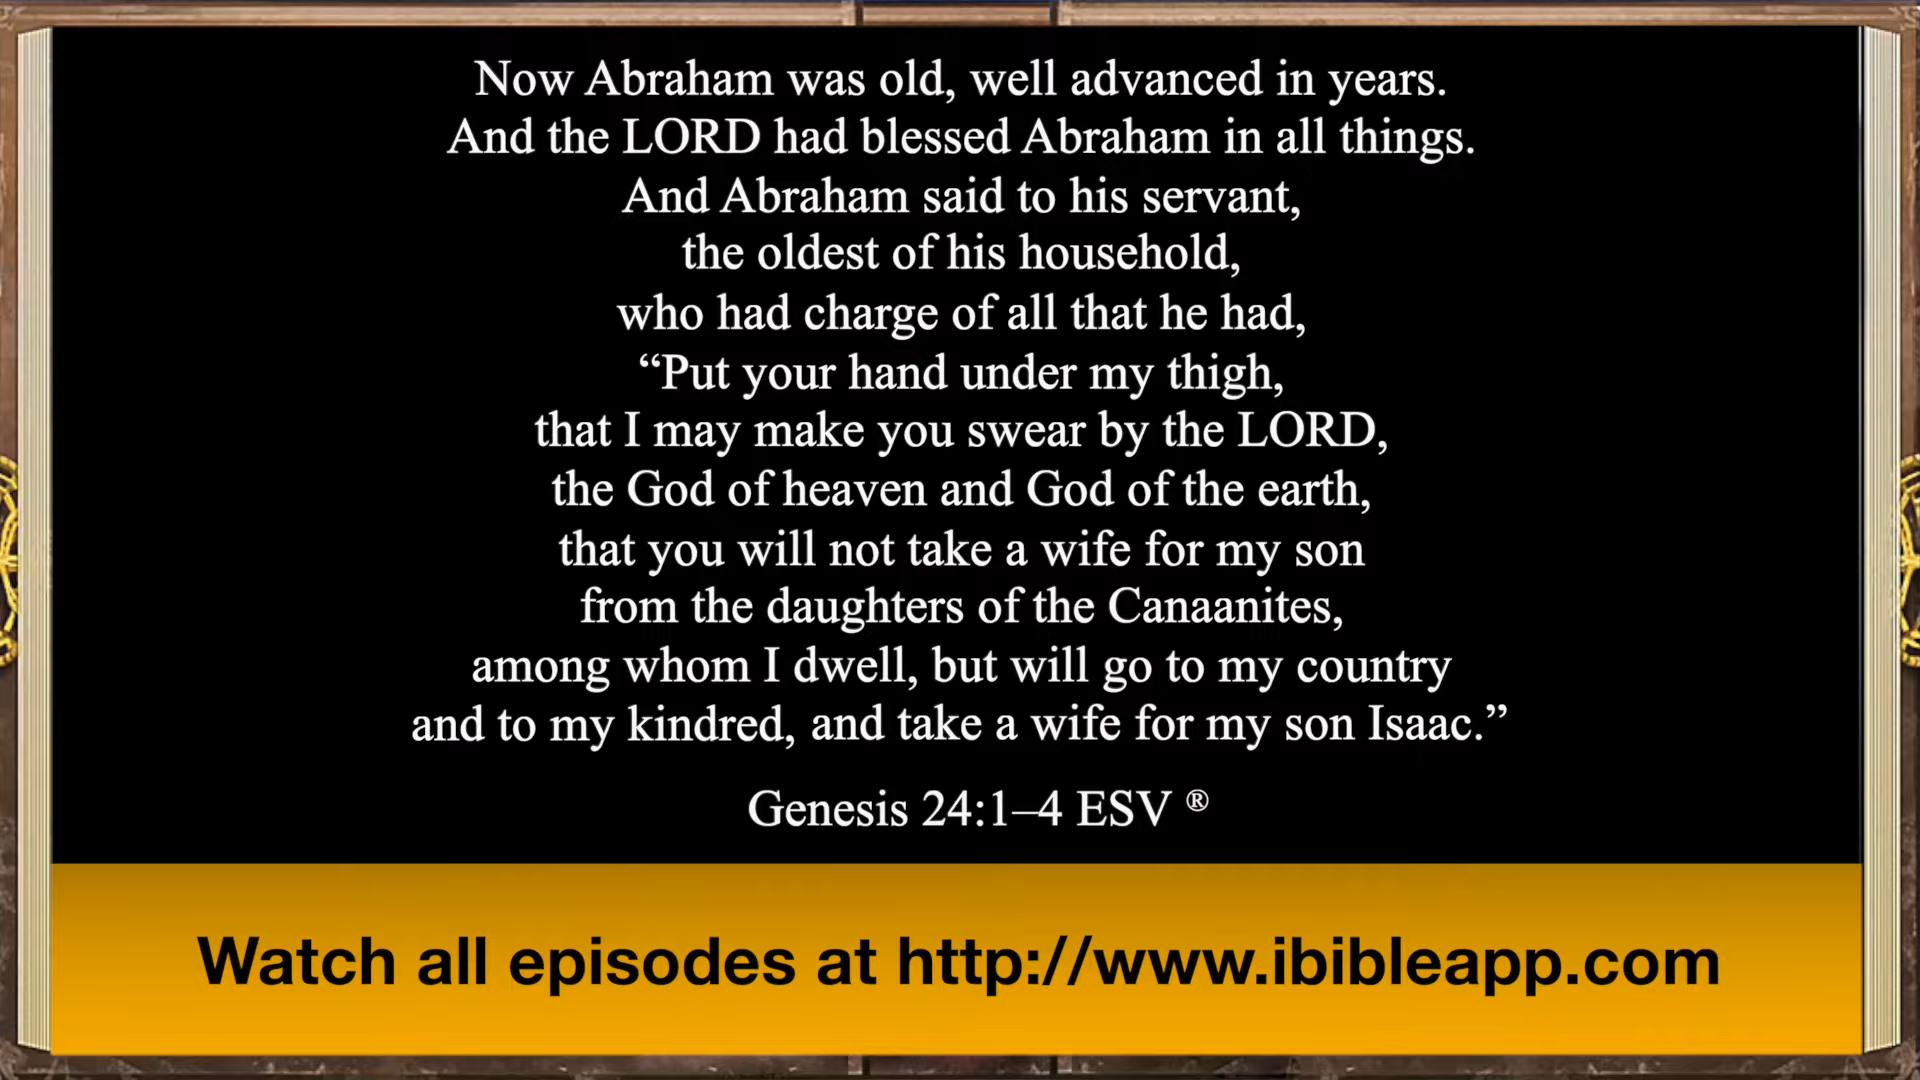 Now Abraham was old, well advanced in years.
And the LORD had blessed Abraham in all things.
And Abraham said to his servant,
the oldest of his household,
who had charge of all that he had,
“Put your hand under my thigh,
that I may make you swear by the LORD,
the God of heaven and God of the earth,
that you will not take a wife for my son
from the daughters of the Canaanites,
among whom I dwell, but will go to my country
and to my kindred, and take a wife for my son Isaac.”
Genesis 24:1–4 ESV ®
Watch all episodes at http://www.ibibleapp.com